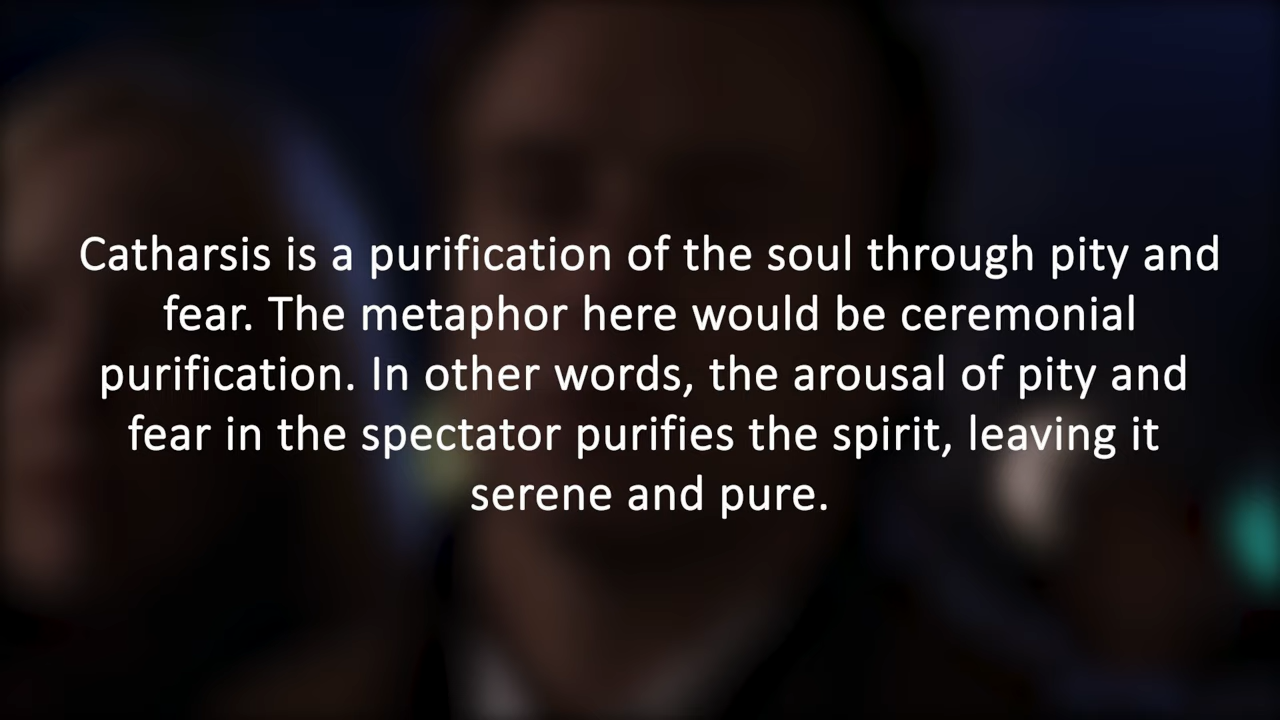 Catharsis is a purification of the soul through pity and
fear. The metaphor here would be ceremonial
purification. In other words, the arousal of pity and
fear in the spectator purifies the spirit, leaving it
serene and pure.